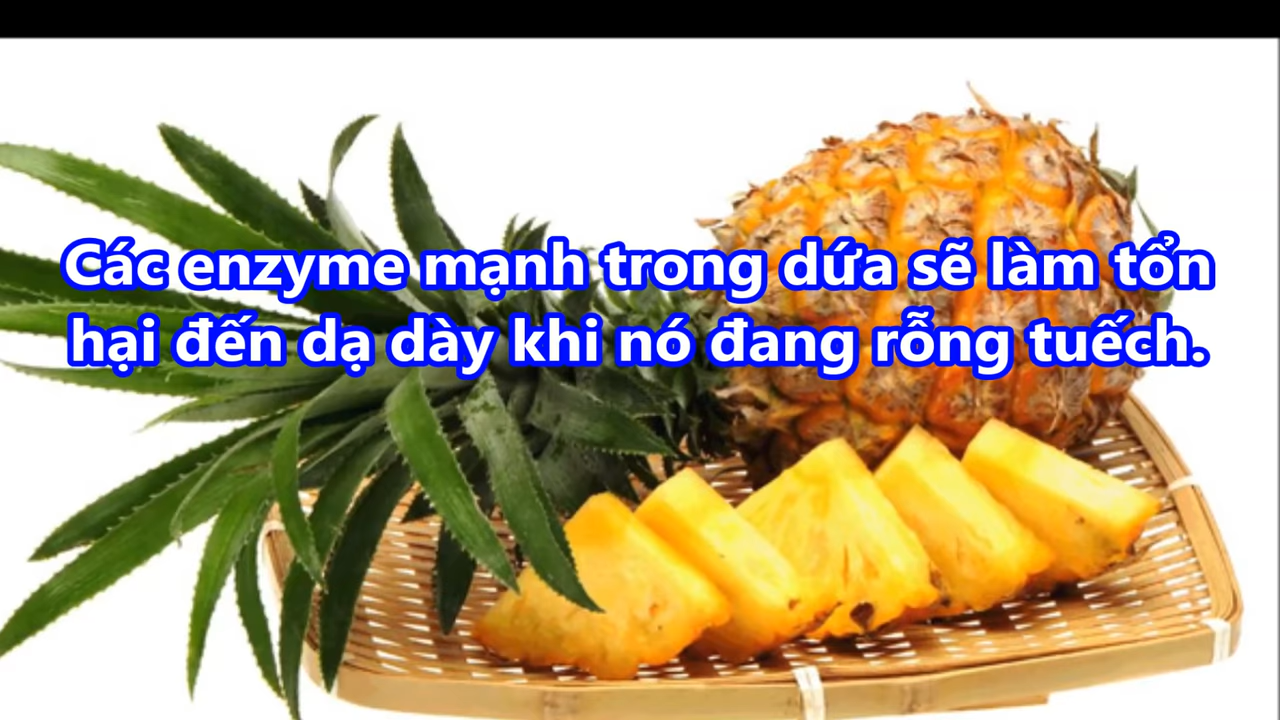 Các enzyme mạnh trong dứa sẽ làm tổn
hại đến dạ dày khi nó đang rỗng tuếch.